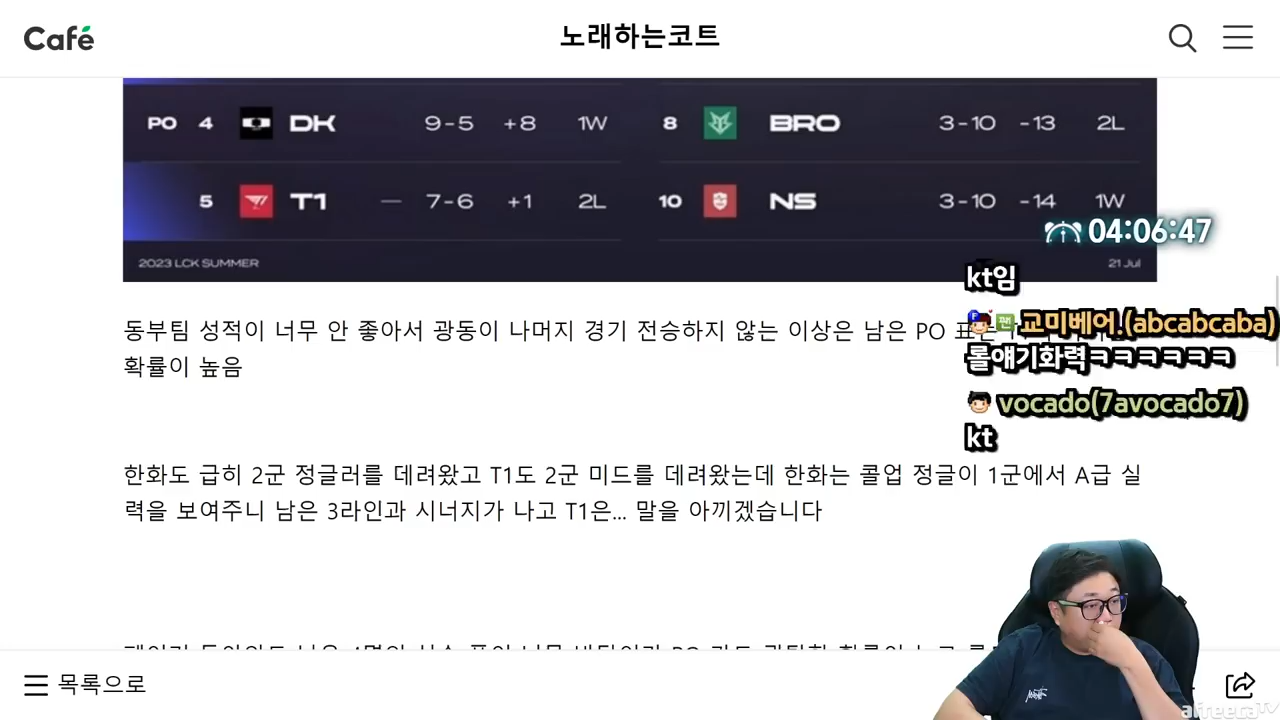 Café
노래하는코트
PO 4 DK 9-5 +8 1W 8 BRO 3-10 -13 2L
5 T1 — 7-6 +1 2L 10 NS 3-10 -14 1W
2023 LCK SUMMER
21 Jul
04:06:47
kt임
교미베어.(abcabcaba)
롤얘기화력ㅋㅋㅋㅋㅋㅋ
vocado(7avocado7)
kt
동부팀 성적이 너무 안 좋아서 광동이 나머지 경기 전승하지 않는 이상은 남은 PO
확률이 높음
한화도 급히 2군 정글러를 데려왔고 T1도 2군 미드를 데려왔는데 한화는 콜업 정글이 1군에서 A급 실
력을 보여주니 남은 3라인과 시너지가 나고 T1은... 말을 아끼겠습니다
목록으로
afreecaTV